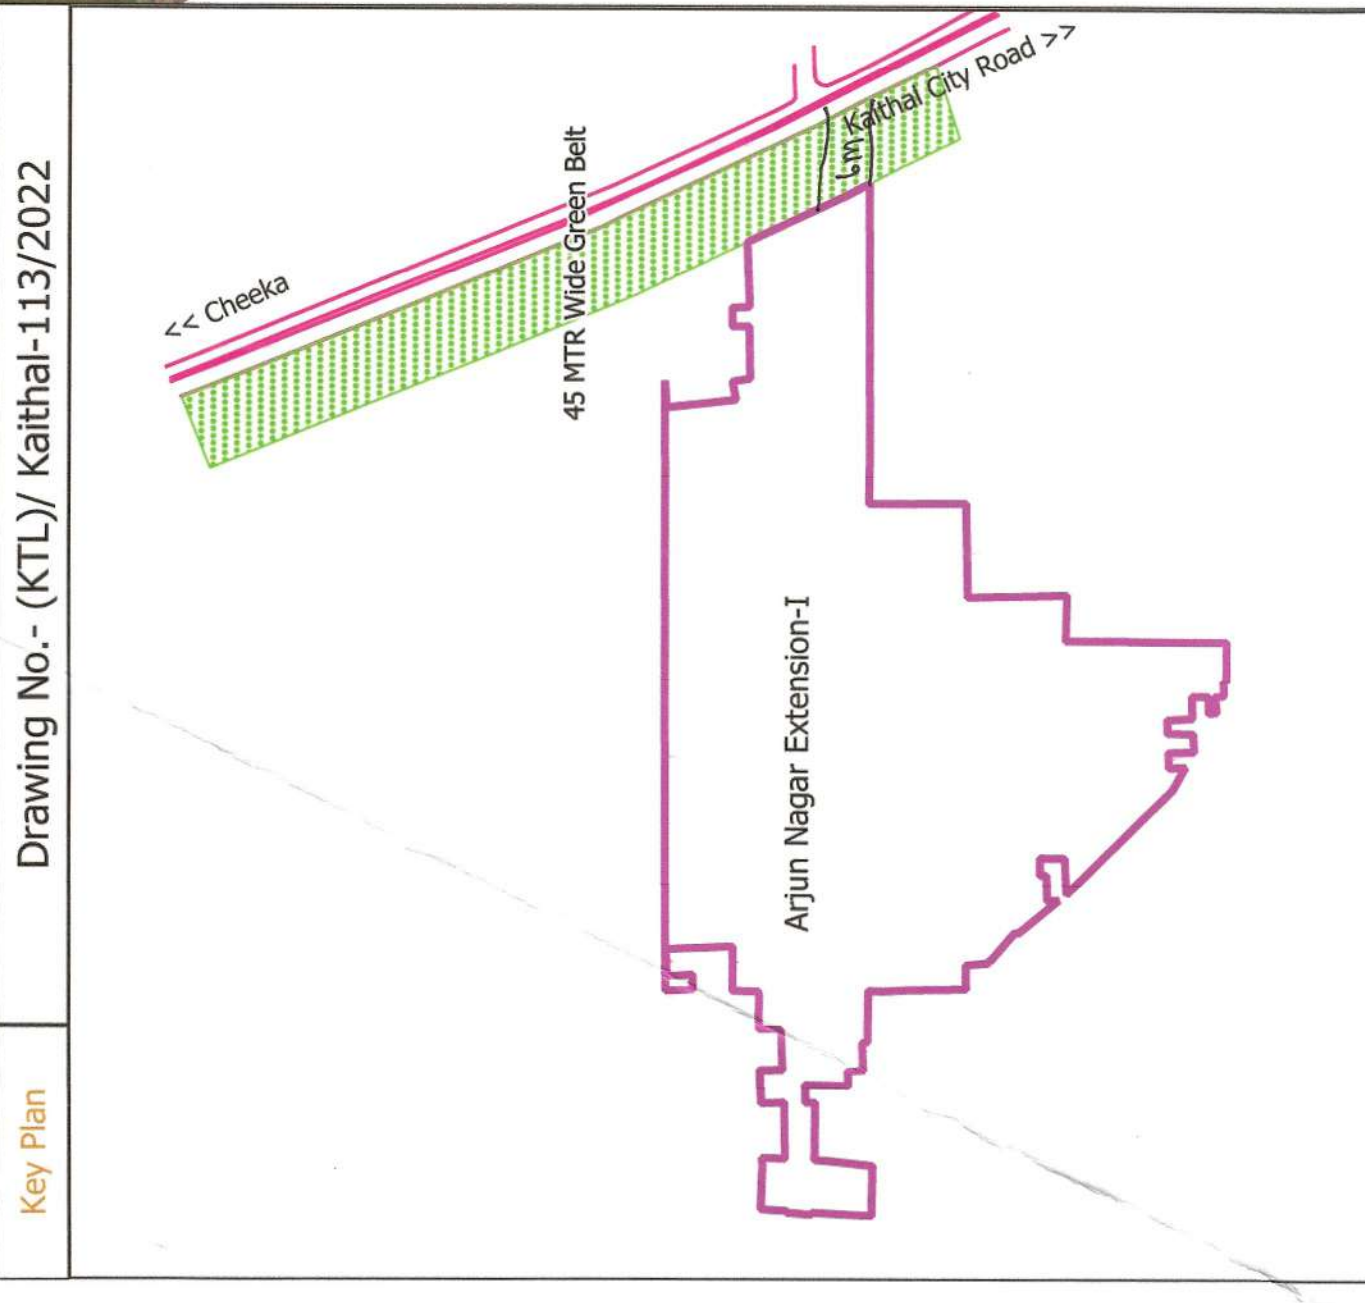 Drawing No.- (KTL)/ Kaithal-113/2022
Key Plan
<< Cheeka
Kaithal City Road >>
6m
45 MTR Wide Green Belt
Arjun Nagar Extension-I